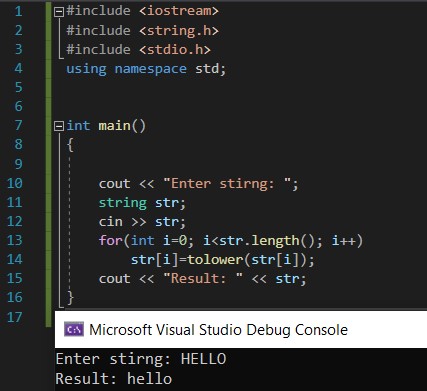 1 #include <iostream>
2 #include <string.h>
3 #include <stdio.h>
4 using namespace std;
5
6
7 int main()
8 {
9
10 cout << "Enter stirng: ";
11 string str;
12 cin >> str;
13 for(int i=0; i<str.length(); i++)
14 str[i]=tolower(str[i]);
15 cout << "Result: " << str;
16 }
17
C:\ Microsoft Visual Studio Debug Console
Enter stirng: HELLO
Result: hello